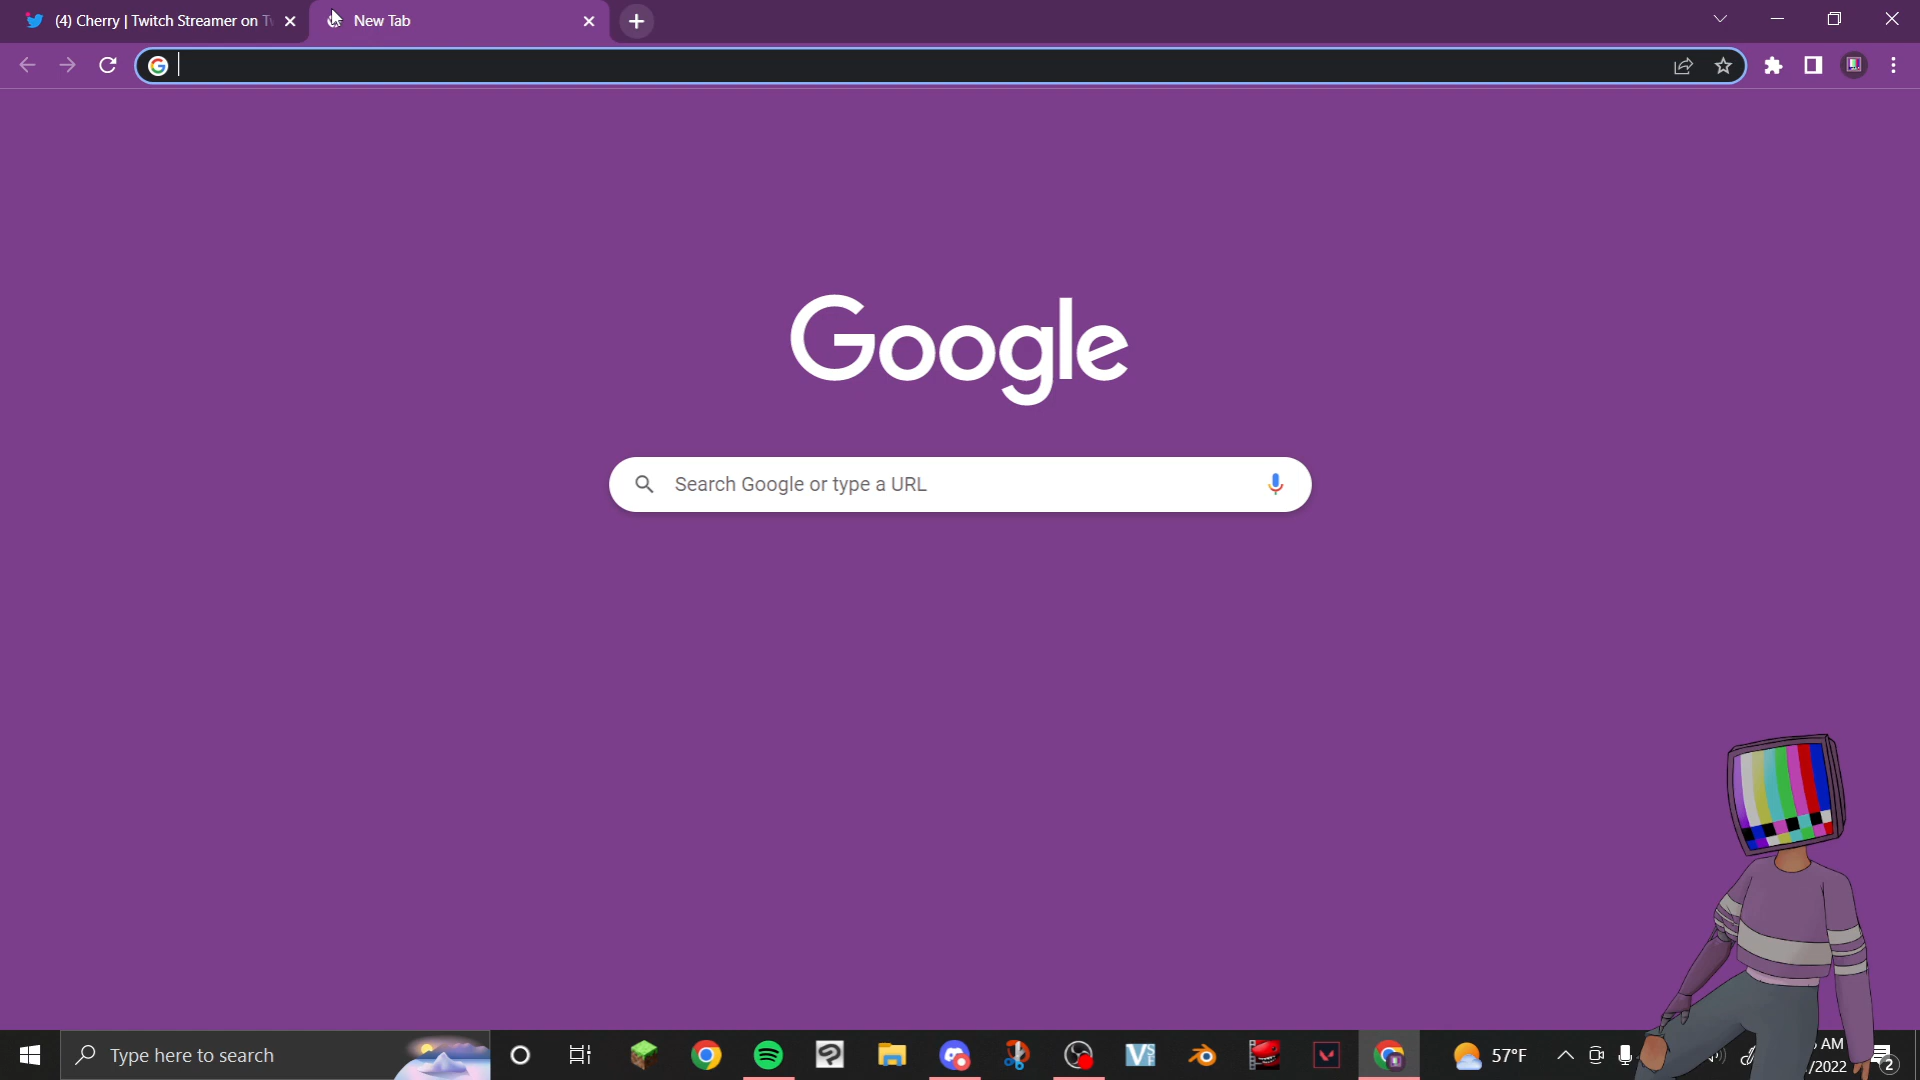 (4) Cherry | Twitch Streamer on
New Tab
Google
Search Google or type a URL
Type here to search
57°F
AM
/2022
2